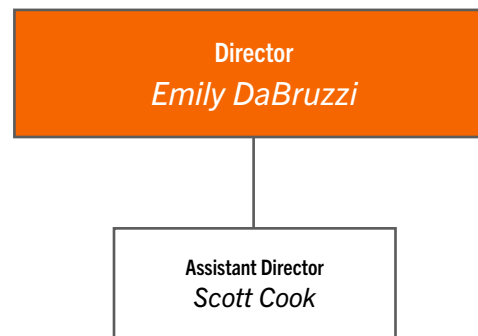 Director
Emily DaBruzzi
Assistant Director
Scott Cook